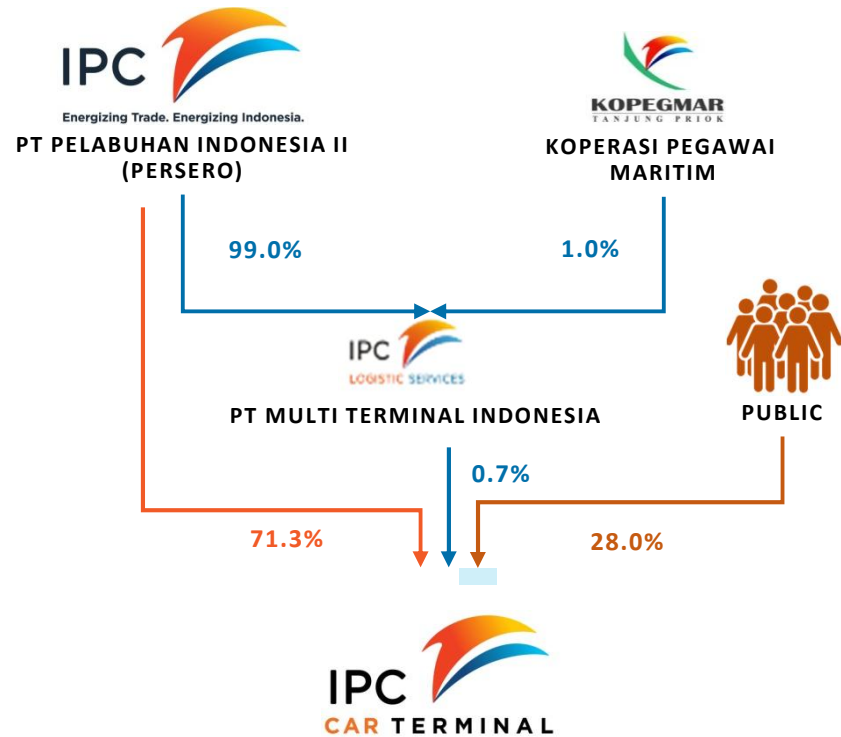 IPC
Energizing Trade. Energizing Indonesia.
PT PELABUHAN INDONESIA II
(PERSERO)
KOPEGMAR
TANJUNG PRIOK
KOPERASI PEGAWAI
MARITIM
99.0%
1.0%
IPC
LOGISTIC SERVICES
PT MULTI TERMINAL INDONESIA
PUBLIC
0.7%
71.3%
28.0%
IPC
CAR TERMINAL